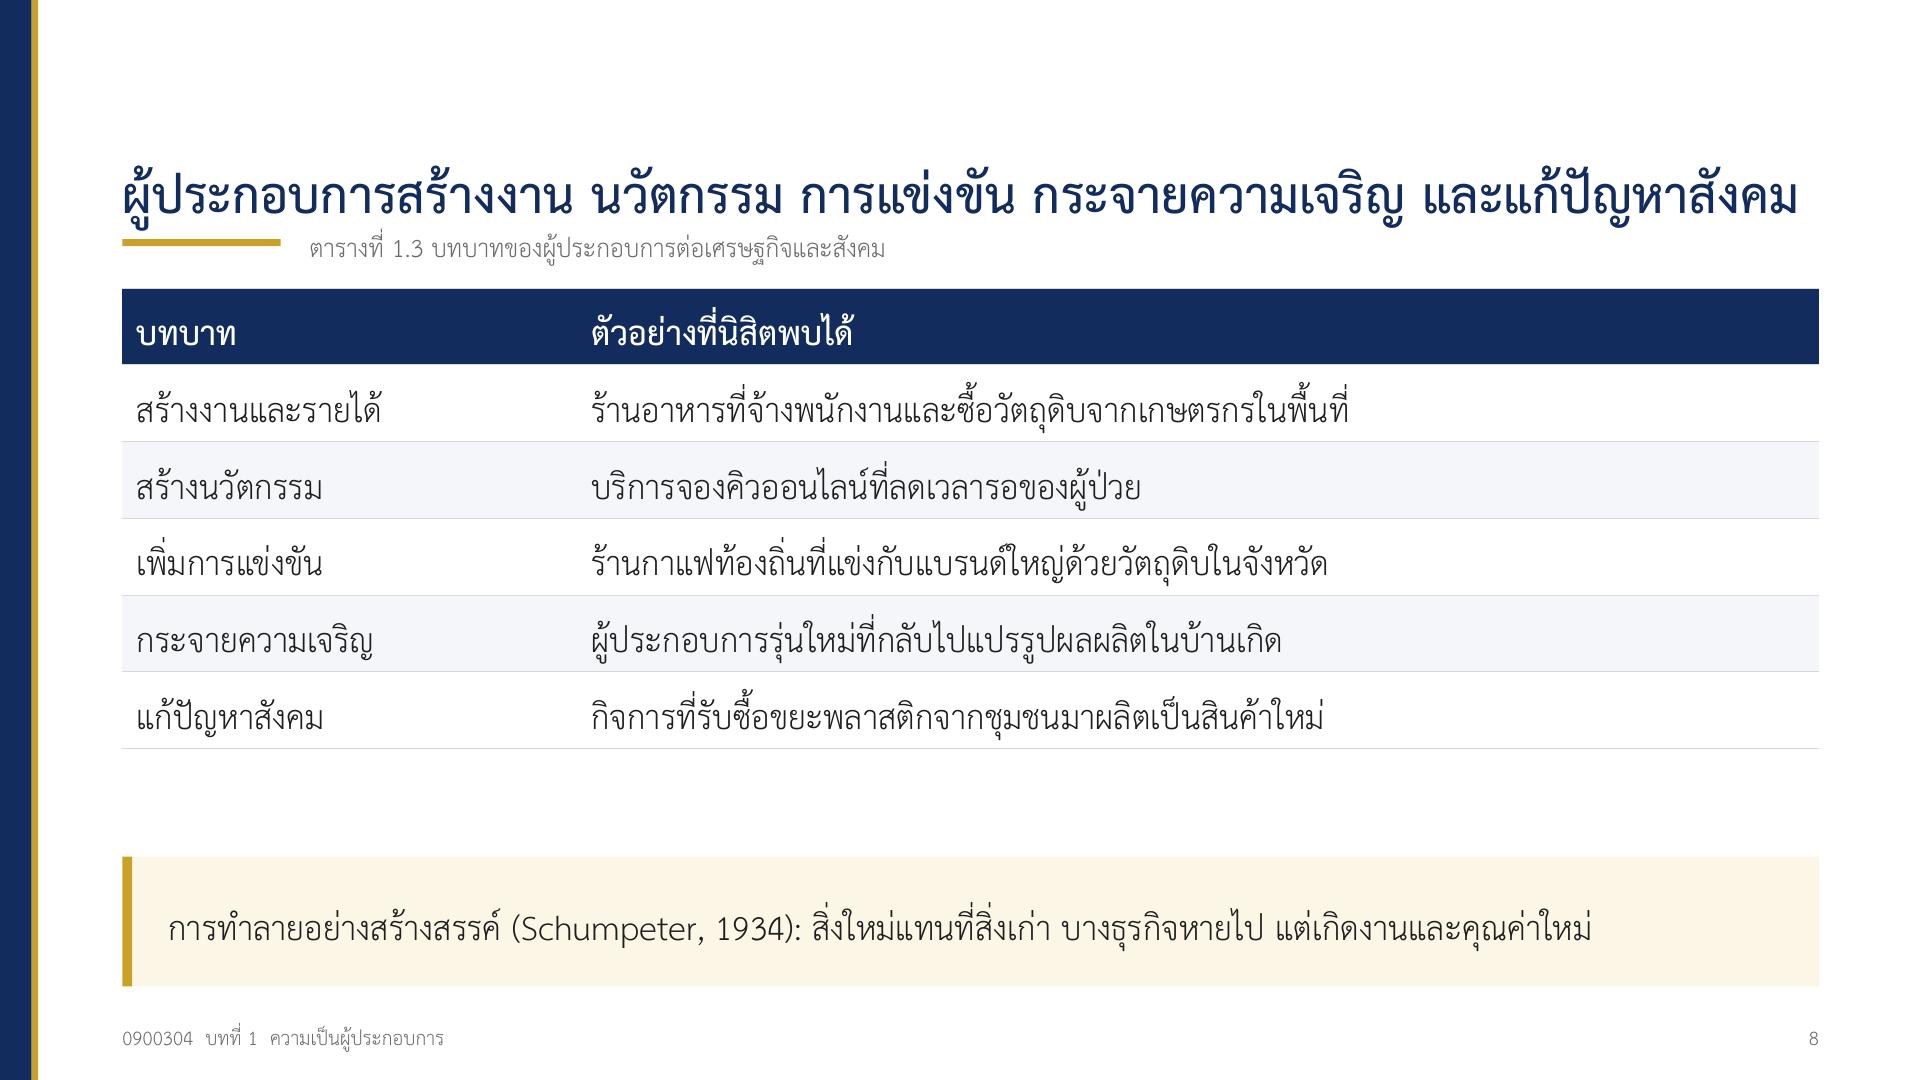 ผู้ประกอบการสร้างงาน นวัตกรรม การแข่งขัน กระจายความเจริญ และแก้ปัญหาสังคม
ตารางที่ 1.3 บทบาทของผู้ประกอบการต่อเศรษฐกิจและสังคม
บทบาท ตัวอย่างที่นิสิตพบได้
สร้างงานและรายได้ ร้านอาหารที่จ้างพนักงานและซื้อวัตถุดิบจากเกษตรกรในพื้นที่
สร้างนวัตกรรม บริการจองคิวออนไลน์ที่ลดเวลารอของผู้ป่วย
เพิ่มการแข่งขัน ร้านกาแฟท้องถิ่นที่แข่งกับแบรนด์ใหญ่ด้วยวัตถุดิบในจังหวัด
กระจายความเจริญ ผู้ประกอบการรุ่นใหม่ที่กลับไปแปรรูปผลผลิตในบ้านเกิด
แก้ปัญหาสังคม กิจการที่รับซื้อขยะพลาสติกจากชุมชนมาผลิตเป็นสินค้าใหม่
การทำลายอย่างสร้างสรรค์ (Schumpeter, 1934): สิ่งใหม่แทนที่สิ่งเก่า บางธุรกิจหายไป แต่เกิดงานและคุณค่าใหม่
0900304 บทที่ 1 ความเป็นผู้ประกอบการ 8